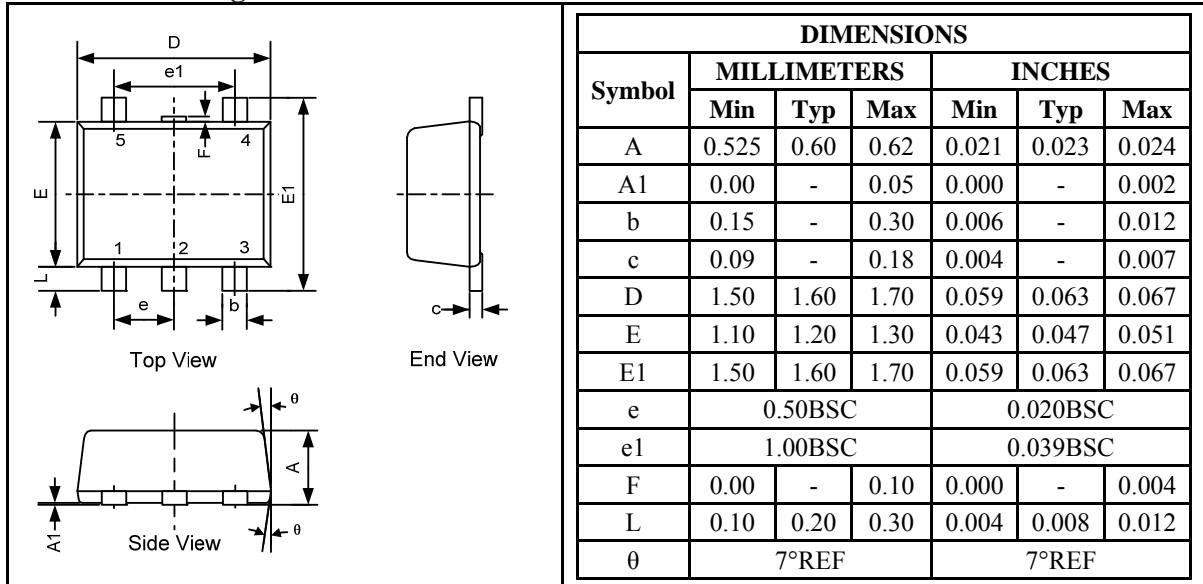 D
e1
5
4
F
E
E1
1
2
3
L
e
b
c
Top View
End View
θ
A
A1
Side View
θ
DIMENSIONS
Symbol MILLIMETERS INCHES
Min Typ Max Min Typ Max
A 0.525 0.60 0.62 0.021 0.023 0.024
A1 0.00 - 0.05 0.000 - 0.002
b 0.15 - 0.30 0.006 - 0.012
c 0.09 - 0.18 0.004 - 0.007
D 1.50 1.60 1.70 0.059 0.063 0.067
E 1.10 1.20 1.30 0.043 0.047 0.051
E1 1.50 1.60 1.70 0.059 0.063 0.067
e 0.50BSC 0.020BSC
e1 1.00BSC 0.039BSC
F 0.00 - 0.10 0.000 - 0.004
L 0.10 0.20 0.30 0.004 0.008 0.012
θ 7°REF 7°REF